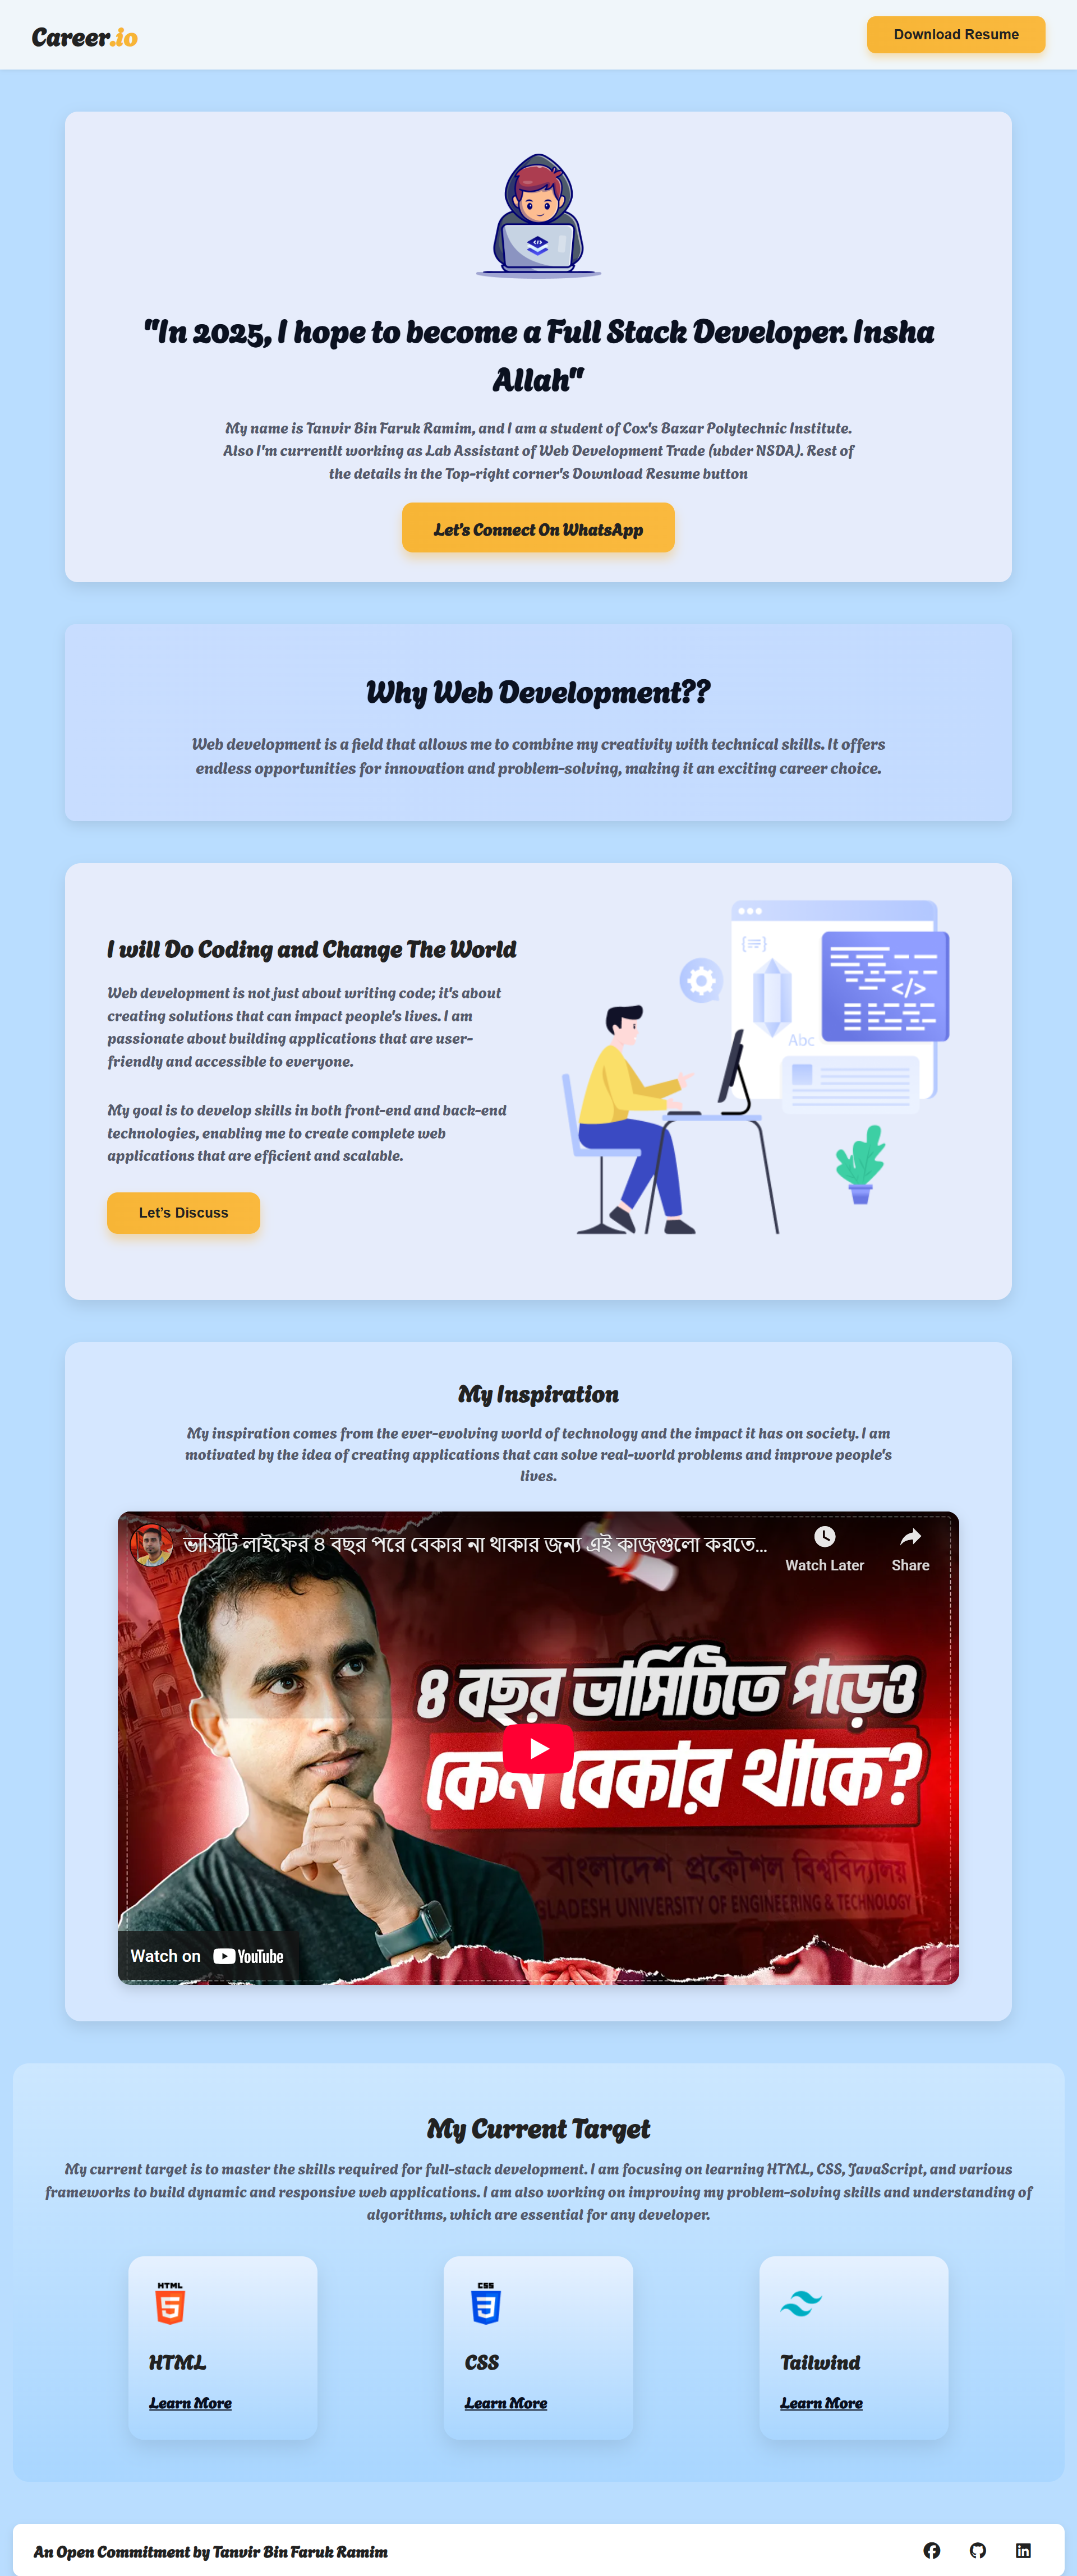 Career.io
Download Resume
"In 2025, I hope to become a Full Stack Developer. Insha
Allah"
My name is Tanvir Bin Faruk Ramim, and I am a student of Cox's Bazar Polytechnic Institute.
Also I'm currentlt working as Lab Assistant of Web Development Trade (ubder NSDA). Rest of
the details in the Top-right corner's Download Resume button
Let's Connect On WhatsApp
Why Web Development??
Web development is a field that allows me to combine my creativity with technical skills. It offers
endless opportunities for innovation and problem-solving, making it an exciting career choice.
I will Do Coding and Change The World
Web development is not just about writing code; it's about
creating solutions that can impact people's lives. I am
passionate about building applications that are user-
friendly and accessible to everyone.
My goal is to develop skills in both front-end and back-end
technologies, enabling me to create complete web
applications that are efficient and scalable.
Let's Discuss
</>
Abc
My Inspiration
My inspiration comes from the ever-evolving world of technology and the impact it has on society. I am
motivated by the idea of creating applications that can solve real-world problems and improve people's
lives.
ভার্সিটি লাইফের ৪ বছর পরে বেকার না থাকার জন্য এই কাজগুলো করতে...
Watch Later
Share
৪ বছর ভার্সিটিতে পড়েও
কেন বেকার থাকে?
বাংলাদেশ প্রকৌশল বিশ্ববিদ্যালয়
GLADESH UNIVERSITY OF ENGINEERING & TECHNOLOGY
Watch on YouTube
My Current Target
My current target is to master the skills required for full-stack development. I am focusing on learning HTML, CSS, JavaScript, and various
frameworks to build dynamic and responsive web applications. I am also working on improving my problem-solving skills and understanding of
algorithms, which are essential for any developer.
HTML
5
HTML
Learn More
CSS
3
CSS
Learn More
Tailwind
Learn More
An Open Commitment by Tanvir Bin Faruk Ramim